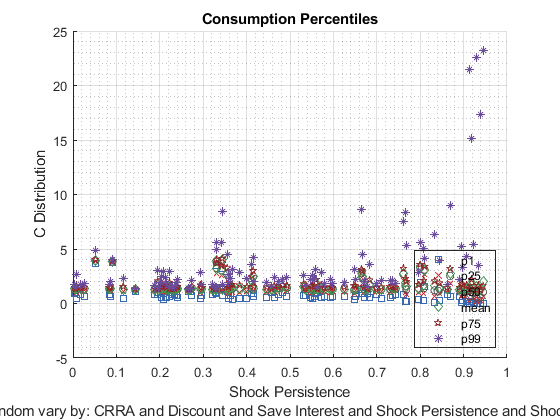 Consumption Percentiles
25
20
15
10
5
0
-5
C Distribution
p1
p25
p50
mean
p75
p99
0 0.1 0.2 0.3 0.4 0.5 0.6 0.7 0.8 0.9 1
Shock Persistence
ndom vary by: CRRA and Discount and Save Interest and Shock Persistence and Shoc